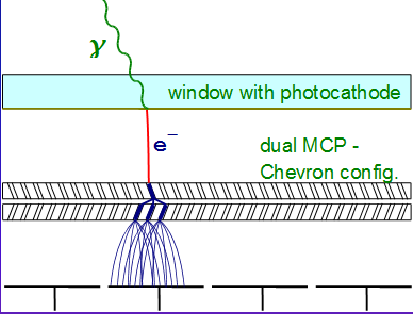 γ
window with photocathode
e⁻
dual MCP -
Chevron config.